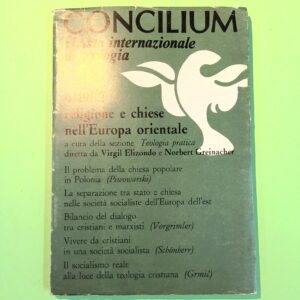 CONCILIUM
internazionale
religione e chiese
nell'Europa orientale
a cura della sezione Teologia pratica
diretta da Virgil Elizondo e Norbert Greinacher
Il problema della chiesa popolare
in Polonia (Piwowarski)
La separazione tra stato e chiesa
nelle società socialiste dell'Europa dell'est
Bilancio del dialogo
tra cristiani e marxisti (Vorgrimler)
Vivere da cristiani
in una società socialista (Schönherr)
Il socialismo reale
alla luce della teologia cristiana (Grmič)